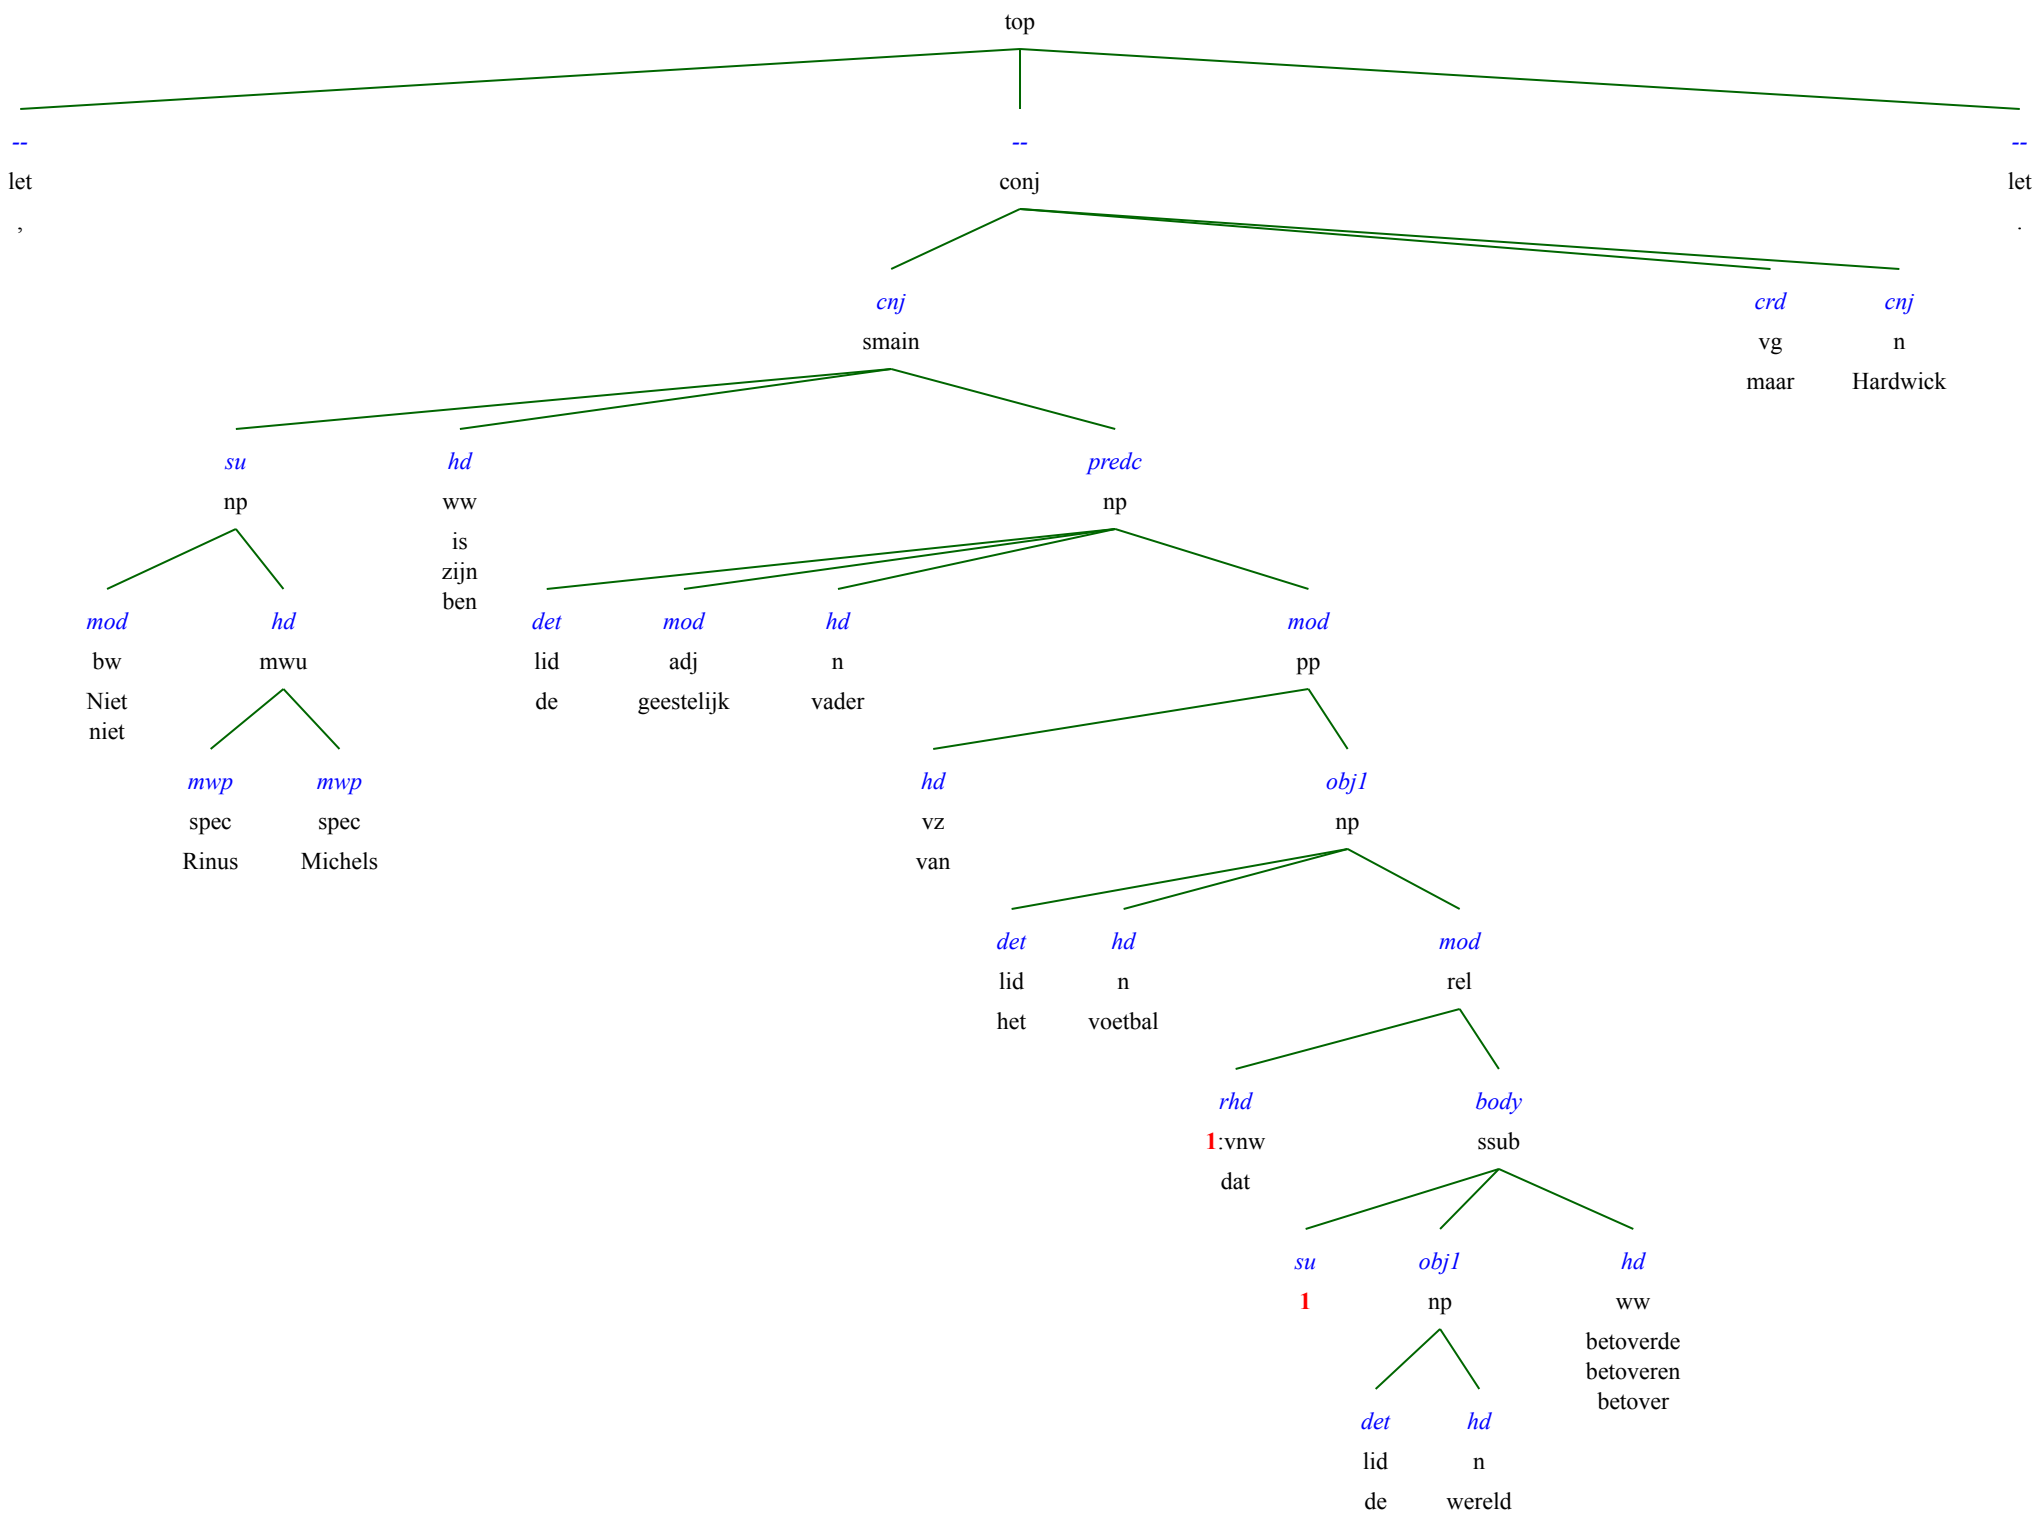 top
-- -- --
let conj let
, .
cnj crd cnj
smain vg n
maar Hardwick
su hd predc
np ww np
is
zijn
ben
mod hd det mod hd mod
bw mwu lid adj n pp
Niet de geestelijk vader
niet
mwp mwp hd obj1
spec spec vz np
Rinus Michels van
det hd mod
lid n rel
het voetbal
rhd body
1:vnw ssub
dat
su obj1 hd
1 np ww
betoverde
betoveren
betover
det hd
lid n
de wereld